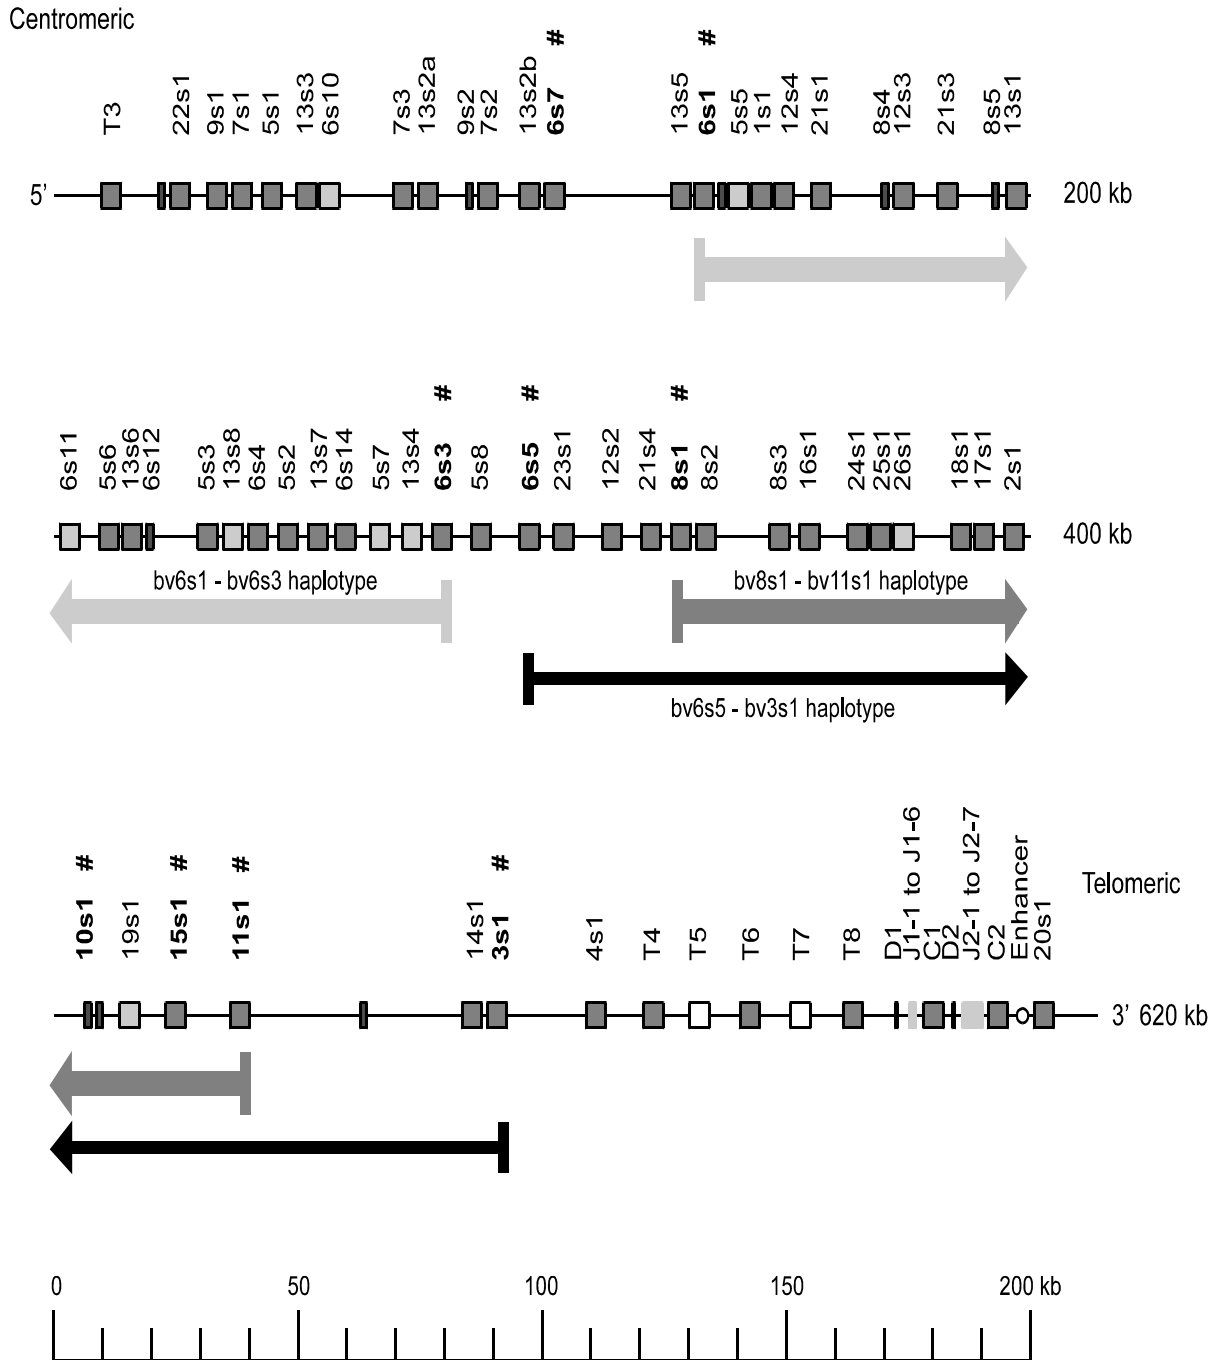 Centromeric
# #
T3 22s1 9s1 7s1 5s1 13s3 6s10 7s3 13s2a 9s2 7s2 13s2b 6s7 13s5 6s1 5s5 1s1 12s4 21s1 8s4 12s3 21s3 8s5 13s1
5’ 200 kb
# # #
6s11 5s6 13s6 6s12 5s3 13s8 6s4 5s2 13s7 6s14 5s7 13s4 6s3 5s8 6s5 23s1 12s2 21s4 8s1 8s2 8s3 16s1 24s1 25s1 26s1 18s1 17s1 2s1
400 kb
bv6s1 - bv6s3 haplotype bv8s1 - bv11s1 haplotype
bv6s5 - bv3s1 haplotype
# # # #
10s1 19s1 15s1 11s1 14s1 3s1 4s1 T4 T5 T6 T7 T8 D1 J1-1 to J1-6 C1 D2 J2-1 to J2-7 C2 Enhancer 20s1
Telomeric
3’ 620 kb
0 50 100 150 200 kb